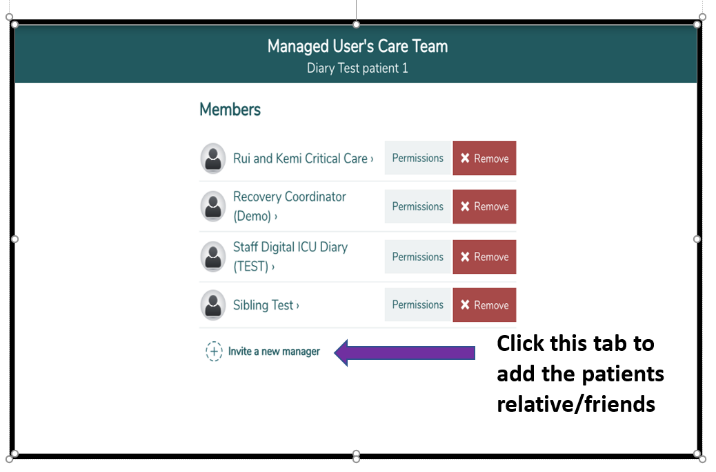 Managed User's Care Team
Diary Test patient 1
Members
Rui and Kemi Critical Care ›
Permissions
✖ Remove
Recovery Coordinator
(Demo) ›
Permissions
✖ Remove
Staff Digital ICU Diary
(TEST) ›
Permissions
✖ Remove
Sibling Test ›
Permissions
✖ Remove
Invite a new manager
Click this tab to
add the patients
relative/friends